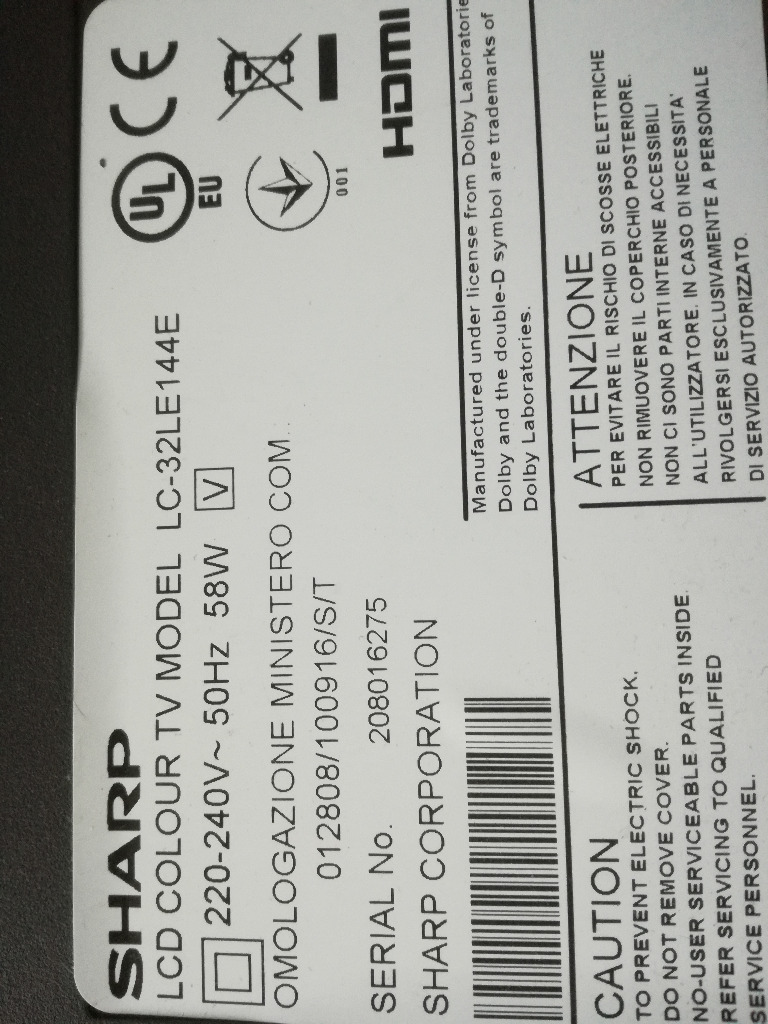 SHARP
LCD COLOUR TV MODEL LC-32LE144E
220-240V~ 50Hz 58W V
OMOLOGAZIONE MINISTERO COM..
012808/100916/S/T
SERIAL No. 208016275
SHARP CORPORATION
UL
EU
CE
001
HDMI
Manufactured under license from Dolby Laboratorie
Dolby and the double-D symbol are trademarks of
Dolby Laboratories.
CAUTION
TO PREVENT ELECTRIC SHOCK,
DO NOT REMOVE COVER.
NO-USER SERVICEABLE PARTS INSIDE.
REFER SERVICING TO QUALIFIED
SERVICE PERSONNEL.
ATTENZIONE
PER EVITARE IL RISCHIO DI SCOSSE ELETTRICHE
NON RIMUOVERE IL COPERCHIO POSTERIORE.
NON CI SONO PARTI INTERNE ACCESSIBILI
ALL'UTILIZZATORE. IN CASO DI NECESSITA'
RIVOLGERSI ESCLUSIVAMENTE A PERSONALE
DI SERVIZIO AUTORIZZATO.